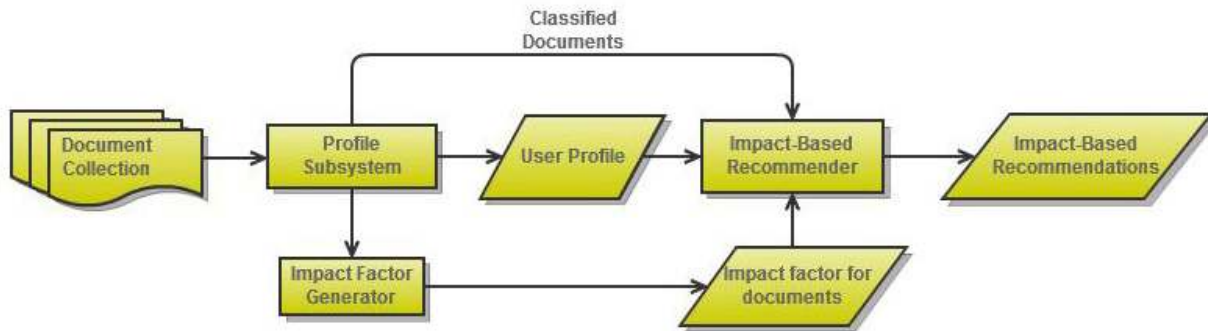 Classified
Documents
Document
Collection
Profile
Subsystem
User Profile
Impact-Based
Recommender
Impact-Based
Recommendations
Impact Factor
Generator
Impact factor for
documents